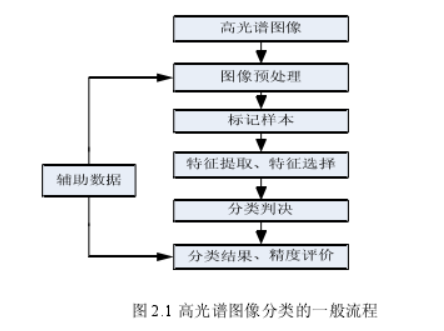 高光谱图像
图像预处理
标记样本
特征提取、特征选择
辅助数据
分类判决
分类结果、精度评价
图 2.1 高光谱图像分类的一般流程